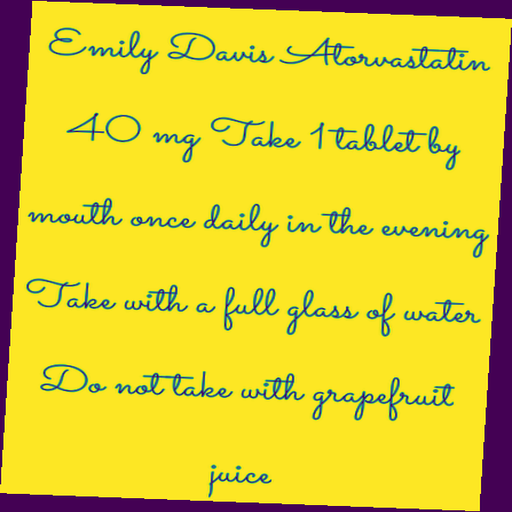 Emily Davis Atorvastatin
40 mg Take 1 tablet by
mouth once daily in the evening
Take with a full glass of water
Do not take with grapefruit
juice